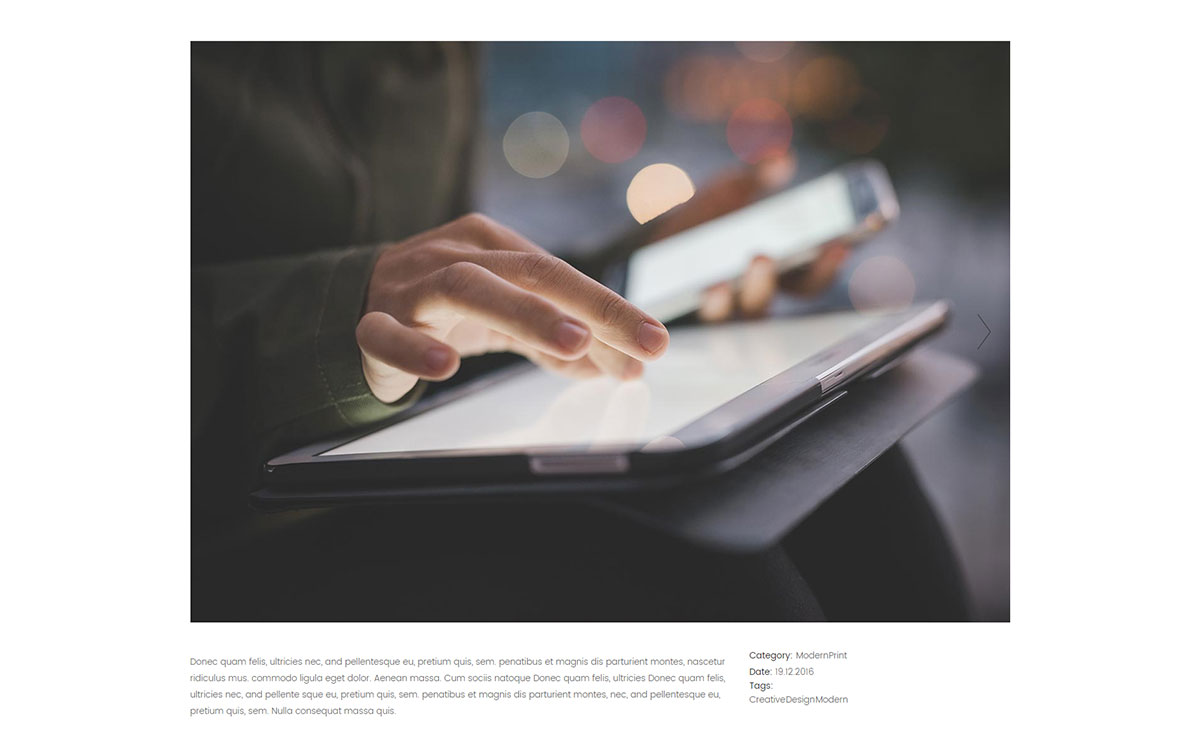 Donec quam felis, ultricies nec, and pellentesque eu, pretium quis, sem. penatibus et magnis dis parturient montes, nascetur
ridiculus mus. commodo ligula eget dolor. Aenean massa. Cum sociis natoque Donec quam felis, ultricies Donec quam felis,
ultricies nec, and pellente sque eu, pretium quis, sem. penatibus et magnis dis parturient montes, nec, and pellentesque eu,
pretium quis, sem. Nulla consequat massa quis.
Category: ModernPrint
Date: 19.12.2016
Tags:
CreativeDesignModern